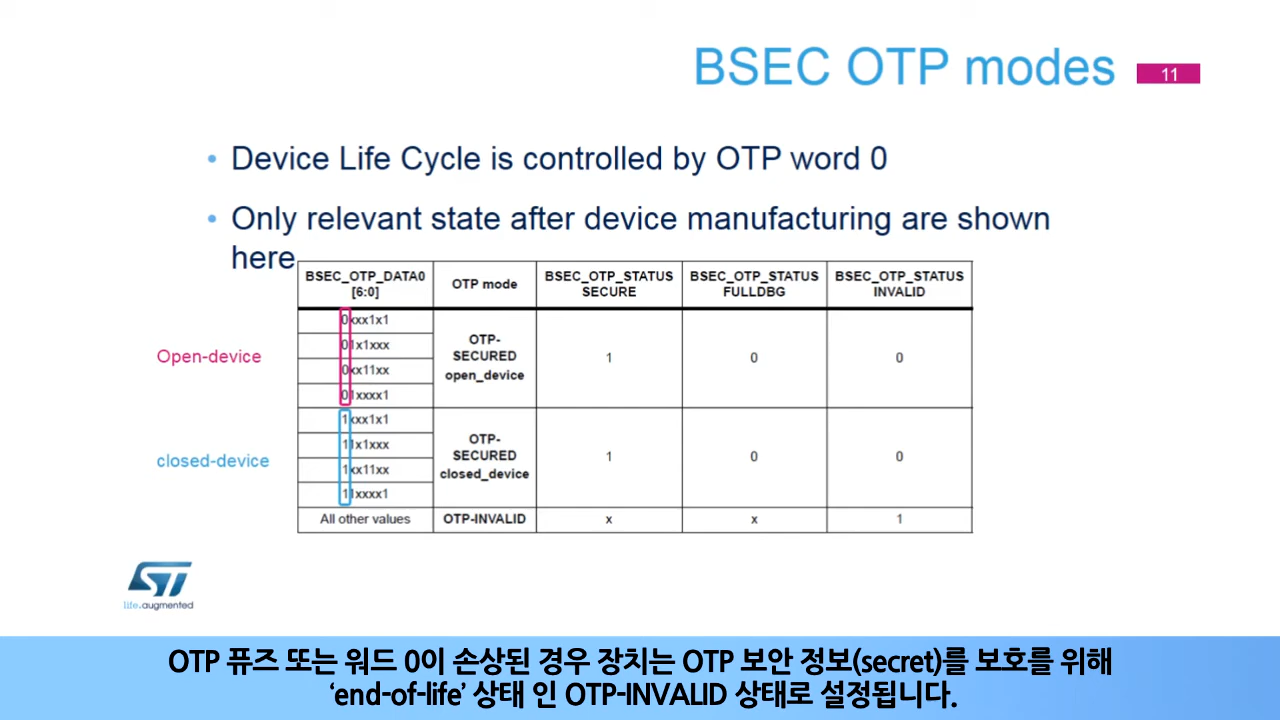 BSEC OTP modes
11
• Device Life Cycle is controlled by OTP word 0
• Only relevant state after device manufacturing are shown
here
BSEC_OTP_DATA0
[6:0]
OTP mode
BSEC_OTP_STATUS
SECURE
BSEC_OTP_STATUS
FULLDBG
BSEC_OTP_STATUS
INVALID
Open-device
0xxx1x1
01x1xxx
0xx11xx
01xxxx1
OTP-
SECURED
open_device
1
0
0
closed-device
1xxx1x1
11x1xxx
1xx11xx
11xxxx1
OTP-
SECURED
closed_device
1
0
0
All other values
OTP-INVALID
x
x
1
ST
life.augmented
OTP 퓨즈 또는 워드 0이 손상된 경우 장치는 OTP 보안 정보(secret)를 보호를 위해
‘end-of-life’ 상태 인 OTP-INVALID 상태로 설정됩니다.